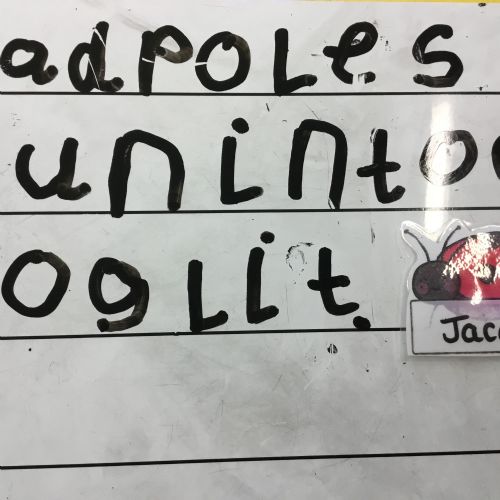 adpoles
uninto
oglit.
Jac